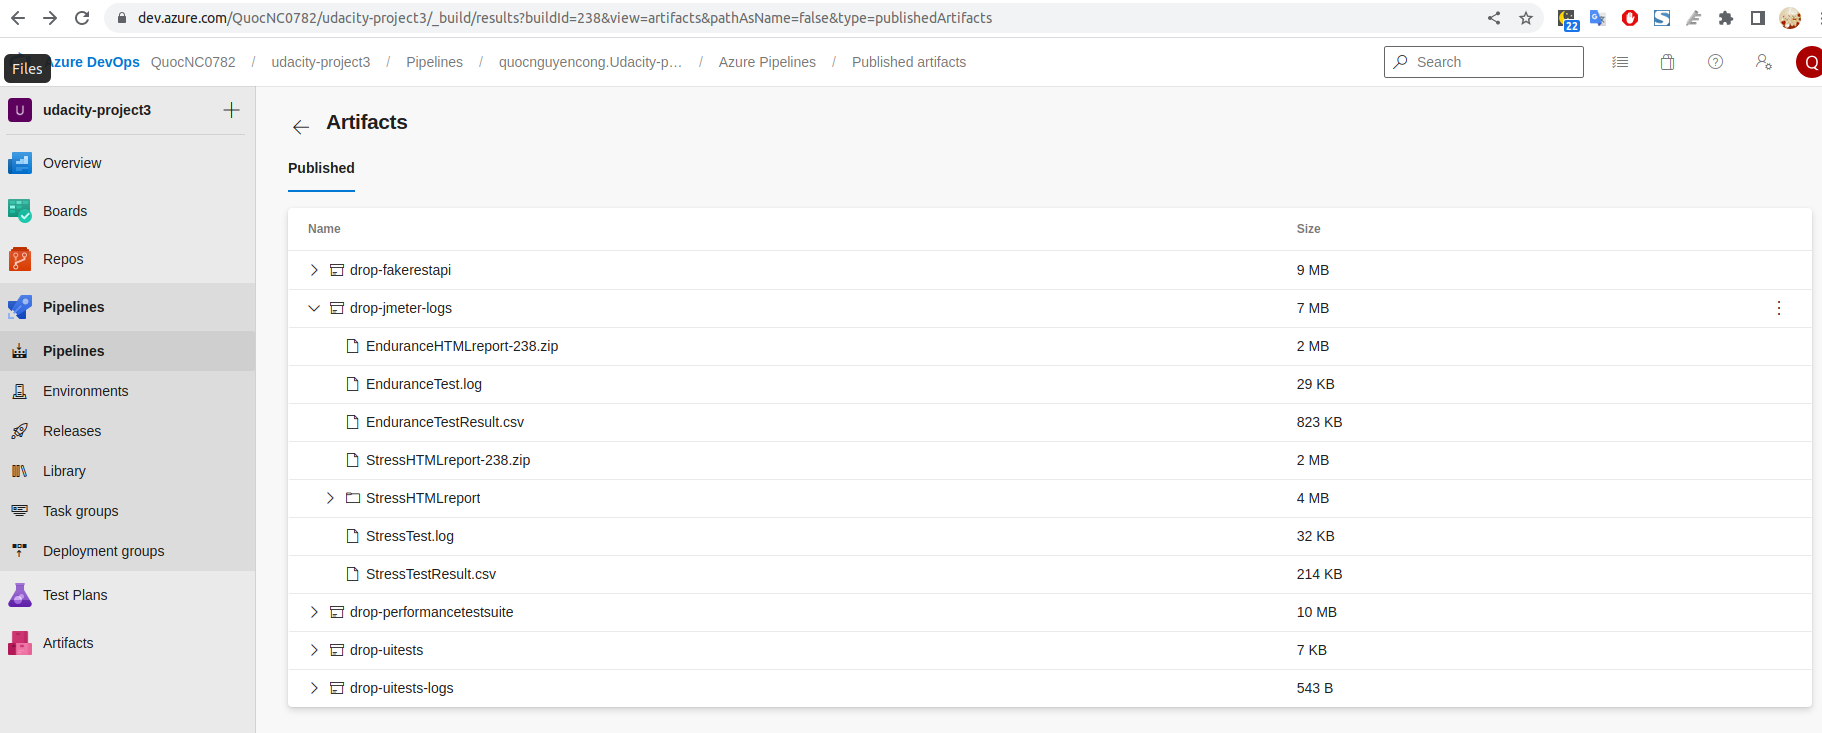 dev.azure.com/QuocNC0782/udacity-project3/_build/results?buildId=238&view=artifacts&pathAsName=false&type=publishedArtifacts
22
Files
Azure DevOps QuocNC0782 / udacity-project3 / Pipelines / quocnguyencong.Udacity-p... / Azure Pipelines / Published artifacts
Search
Q
U udacity-project3
Overview
Boards
Repos
Pipelines
Pipelines
Environments
Releases
Library
Task groups
Deployment groups
Test Plans
Artifacts
Artifacts
Published
Name Size
drop-fakerestapi 9 MB
drop-jmeter-logs 7 MB
EnduranceHTMLreport-238.zip 2 MB
EnduranceTest.log 29 KB
EnduranceTestResult.csv 823 KB
StressHTMLreport-238.zip 2 MB
StressHTMLreport 4 MB
StressTest.log 32 KB
StressTestResult.csv 214 KB
drop-performancetestsuite 10 MB
drop-uitests 7 KB
drop-uitests-logs 543 B